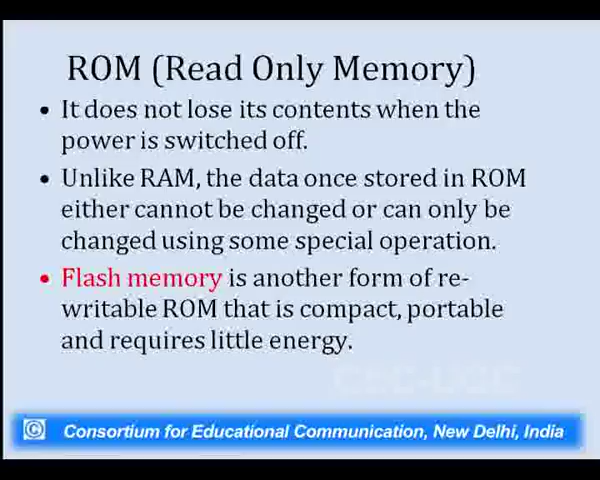 ROM (Read Only Memory)
• It does not lose its contents when the
power is switched off.
• Unlike RAM, the data once stored in ROM
either cannot be changed or can only be
changed using some special operation.
• Flash memory is another form of re-
writable ROM that is compact, portable
and requires little energy.
CEC-UGC
© Consortium for Educational Communication, New Delhi, India